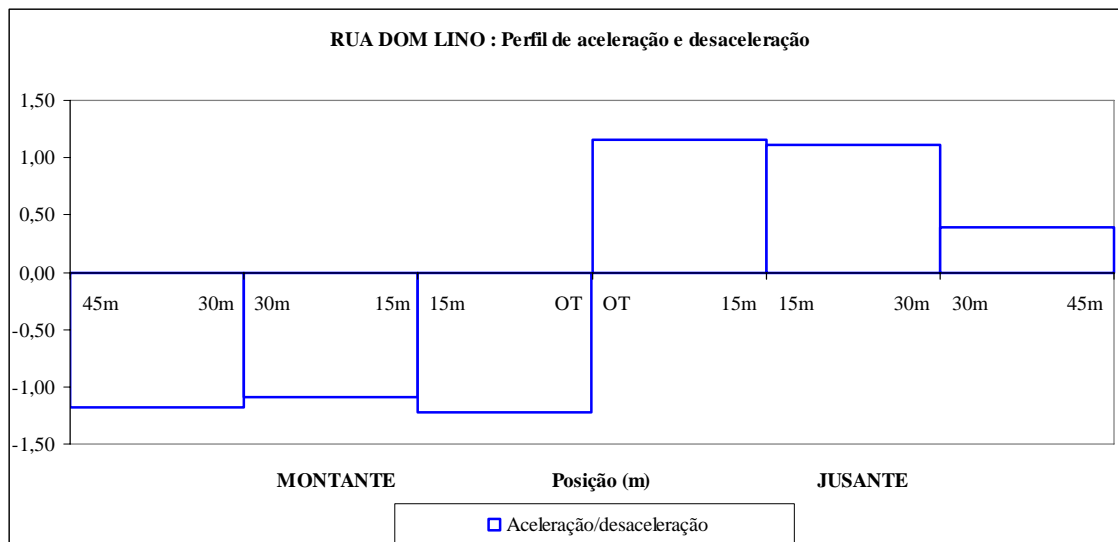 RUA DOM LINO : Perfil de aceleração e desaceleração
1,50
1,00
0,50
0,00
-0,50
-1,00
-1,50
45m 30m 30m 15m 15m OT OT 15m 15m 30m 30m 45m
MONTANTE Posição (m) JUSANTE
Aceleração/desaceleração